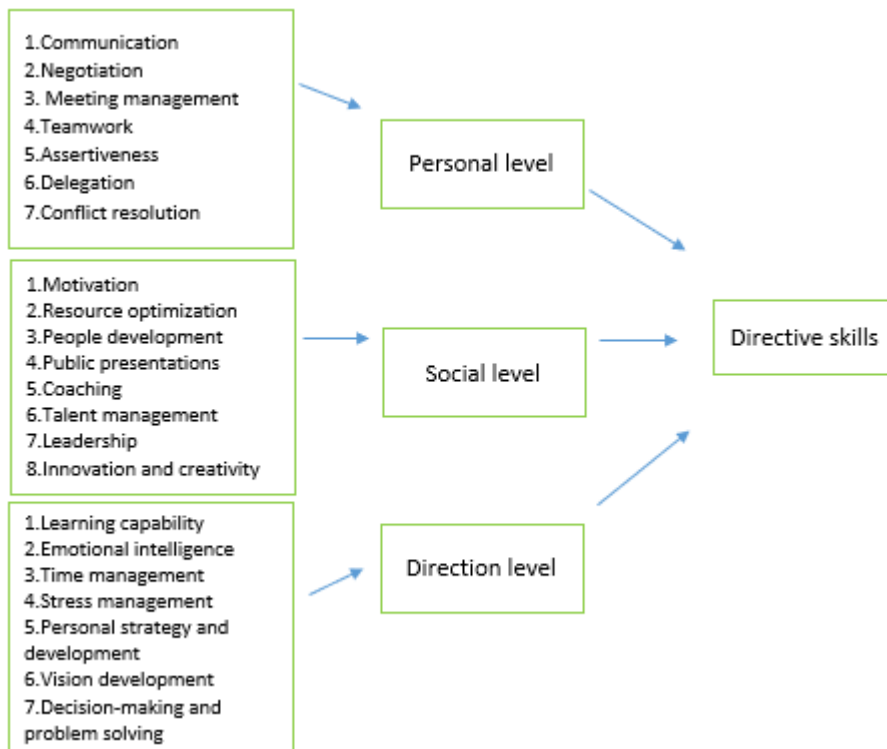 1.Communication
2.Negotiation
3. Meeting management
4.Teamwork
5.Assertiveness
6.Delegation
7.Conflict resolution
Personal level
1.Motivation
2.Resource optimization
3.People development
4.Public presentations
5.Coaching
6.Talent management
7.Leadership
8.Innovation and creativity
Social level
Directive skills
1.Learning capability
2.Emotional intelligence
3.Time management
4.Stress management
5.Personal strategy and
development
6.Vision development
7.Decision-making and
problem solving
Direction level